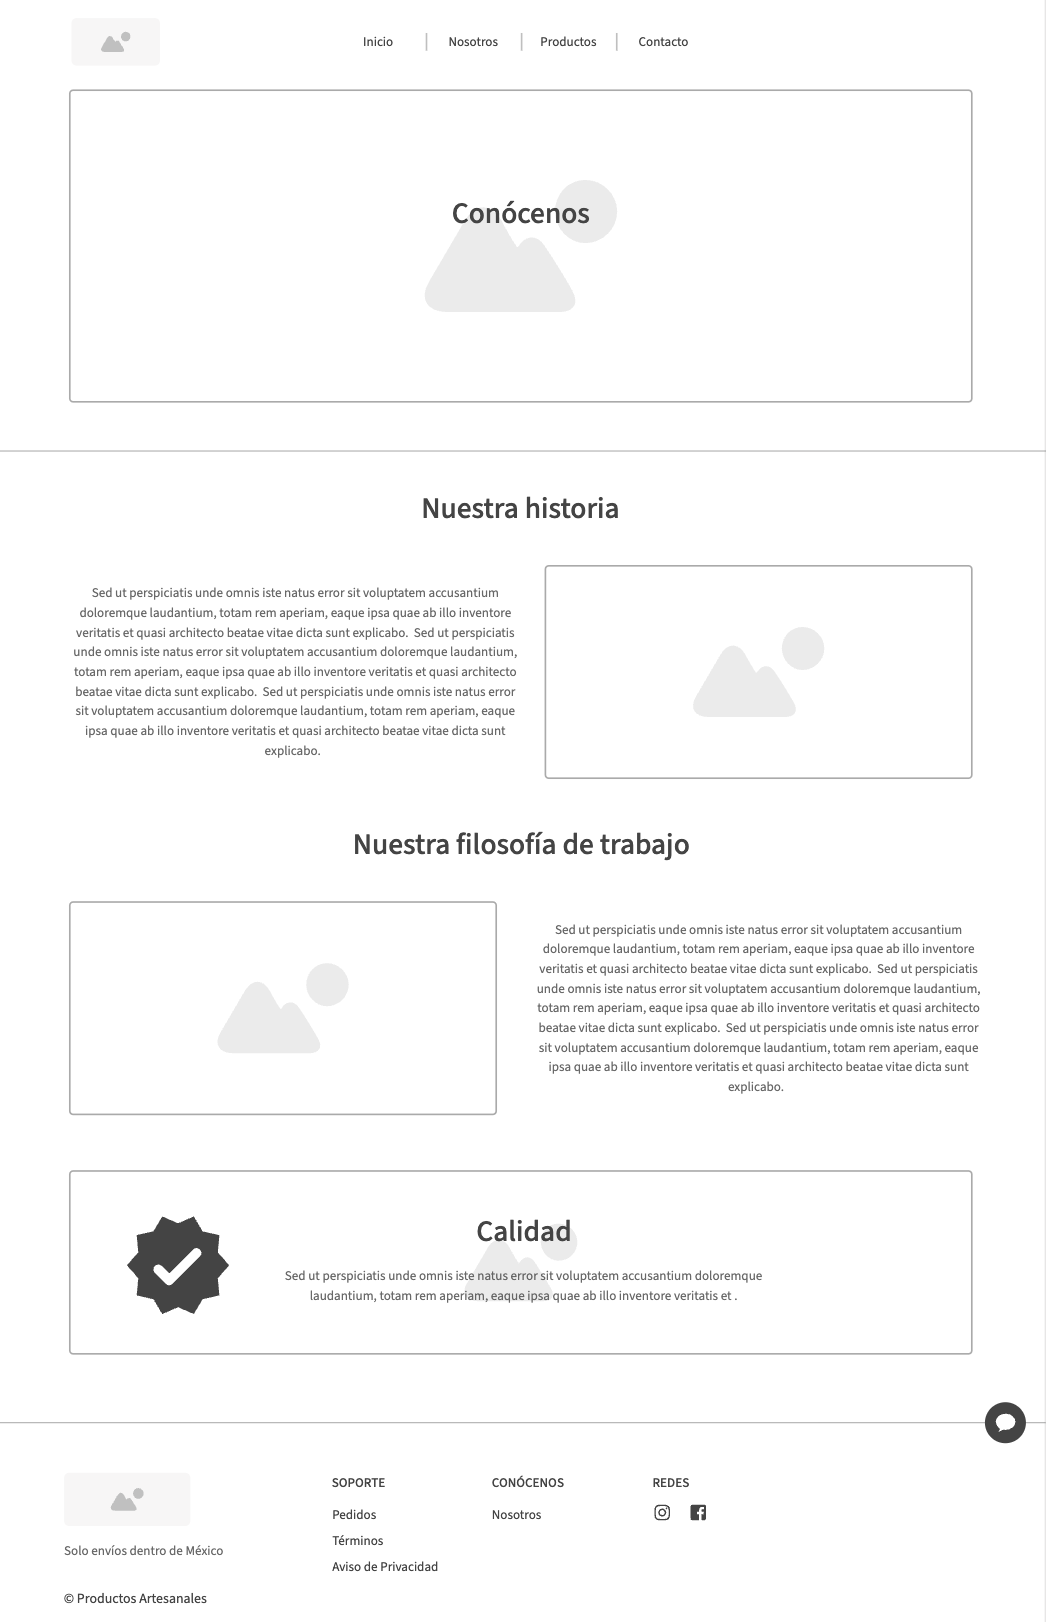 Inicio
Nosotros
Productos
Contacto
Conócenos
Nuestra historia
Sed ut perspiciatis unde omnis iste natus error sit voluptatem accusantium
doloremque laudantium, totam rem aperiam, eaque ipsa quae ab illo inventore
veritatis et quasi architecto beatae vitae dicta sunt explicabo. Sed ut perspiciatis
unde omnis iste natus error sit voluptatem accusantium doloremque laudantium,
totam rem aperiam, eaque ipsa quae ab illo inventore veritatis et quasi architecto
beatae vitae dicta sunt explicabo. Sed ut perspiciatis unde omnis iste natus error
sit voluptatem accusantium doloremque laudantium, totam rem aperiam, eaque
ipsa quae ab illo inventore veritatis et quasi architecto beatae vitae dicta sunt
explicabo.
Nuestra filosofía de trabajo
Sed ut perspiciatis unde omnis iste natus error sit voluptatem accusantium
doloremque laudantium, totam rem aperiam, eaque ipsa quae ab illo inventore
veritatis et quasi architecto beatae vitae dicta sunt explicabo. Sed ut perspiciatis
unde omnis iste natus error sit voluptatem accusantium doloremque laudantium,
totam rem aperiam, eaque ipsa quae ab illo inventore veritatis et quasi architecto
beatae vitae dicta sunt explicabo. Sed ut perspiciatis unde omnis iste natus error
sit voluptatem accusantium doloremque laudantium, totam rem aperiam, eaque
ipsa quae ab illo inventore veritatis et quasi architecto beatae vitae dicta sunt
explicabo.
Calidad
Sed ut perspiciatis unde omnis iste natus error sit voluptatem accusantium doloremque
laudantium, totam rem aperiam, eaque ipsa quae ab illo inventore veritatis et .
Solo envíos dentro de México
© Productos Artesanales
SOPORTE
Pedidos
Términos
Aviso de Privacidad
CONÓCENOS
Nosotros
REDES